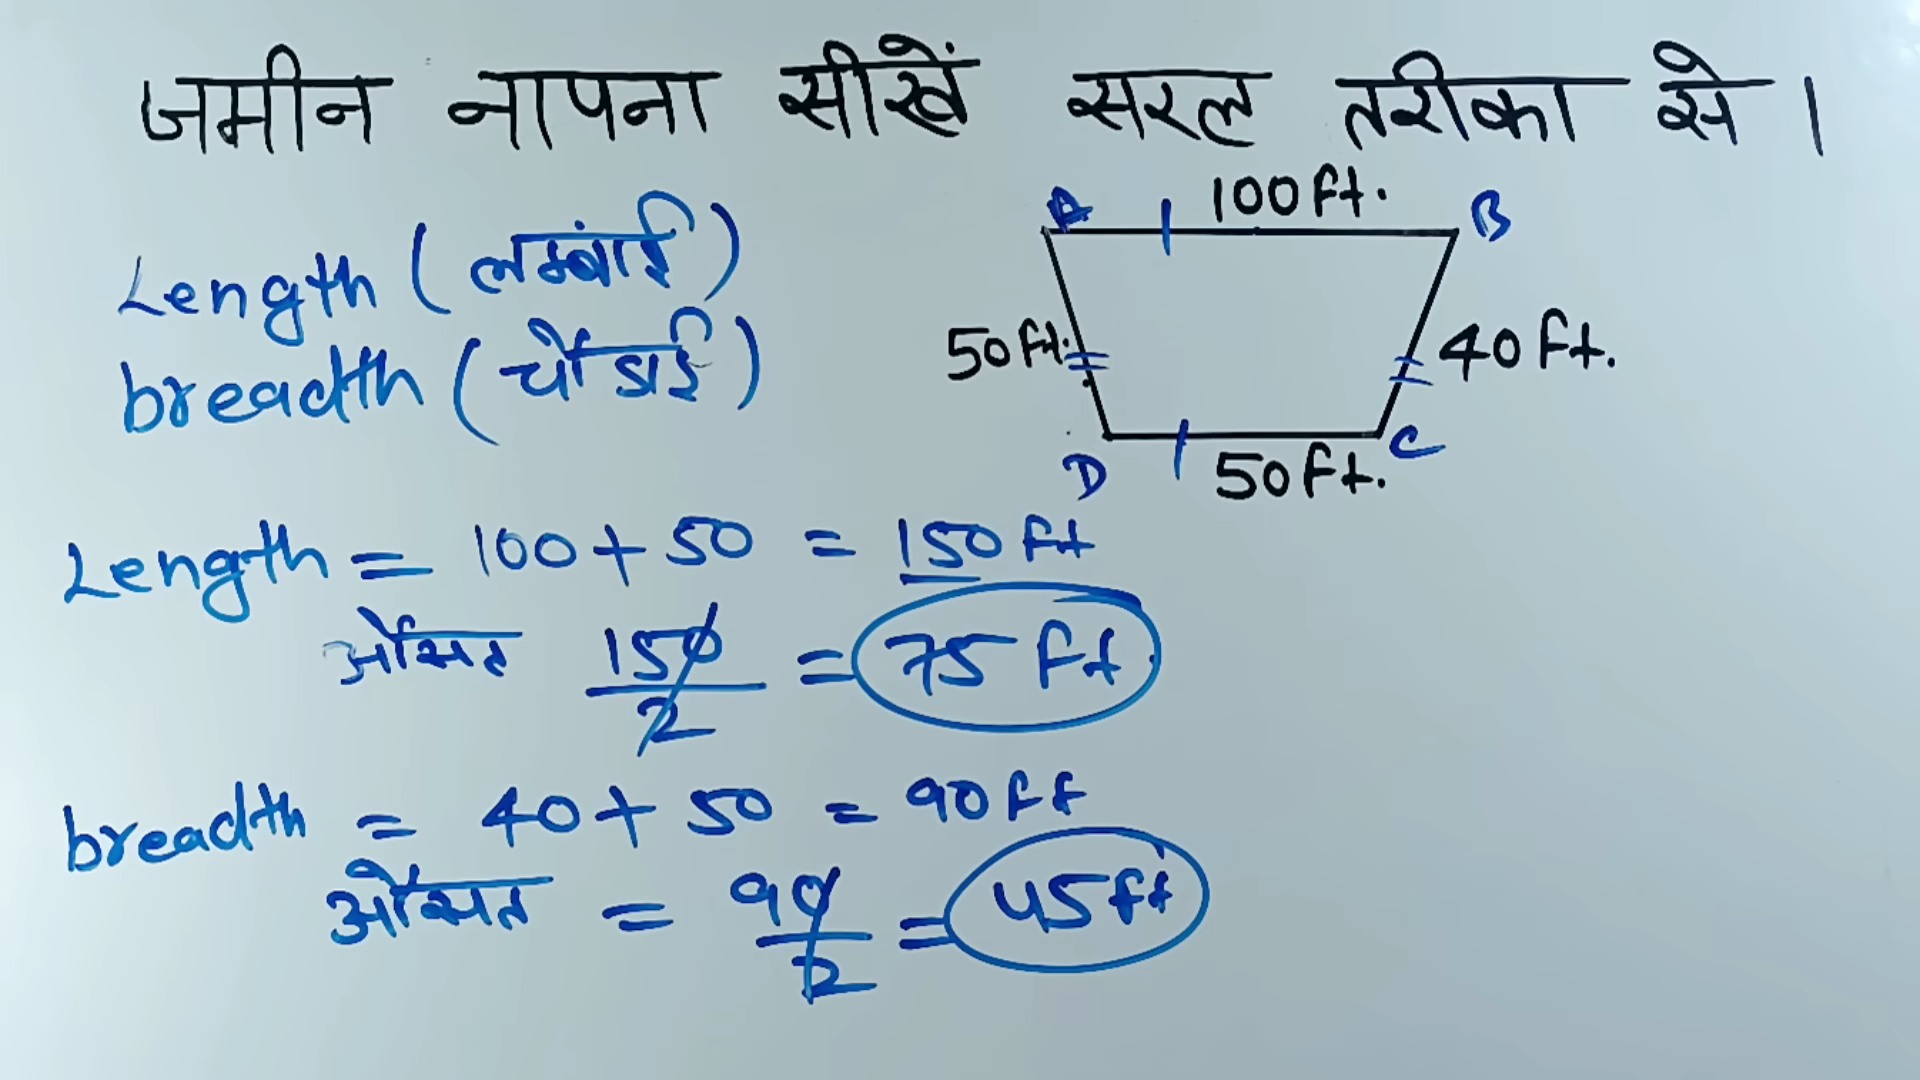 जमीन नापना सीखें सरल तरीका से ।
Length (लम्बांई)
breadth (चौडाई)
A 100 ft. B
50 ft. 40 ft.
D 50 ft. C
Length = 100 + 50 = 150 ft
औसत 150/2 = 75 ft.
breadth = 40 + 50 = 90 ft
औसत = 90/2 = 45 ft